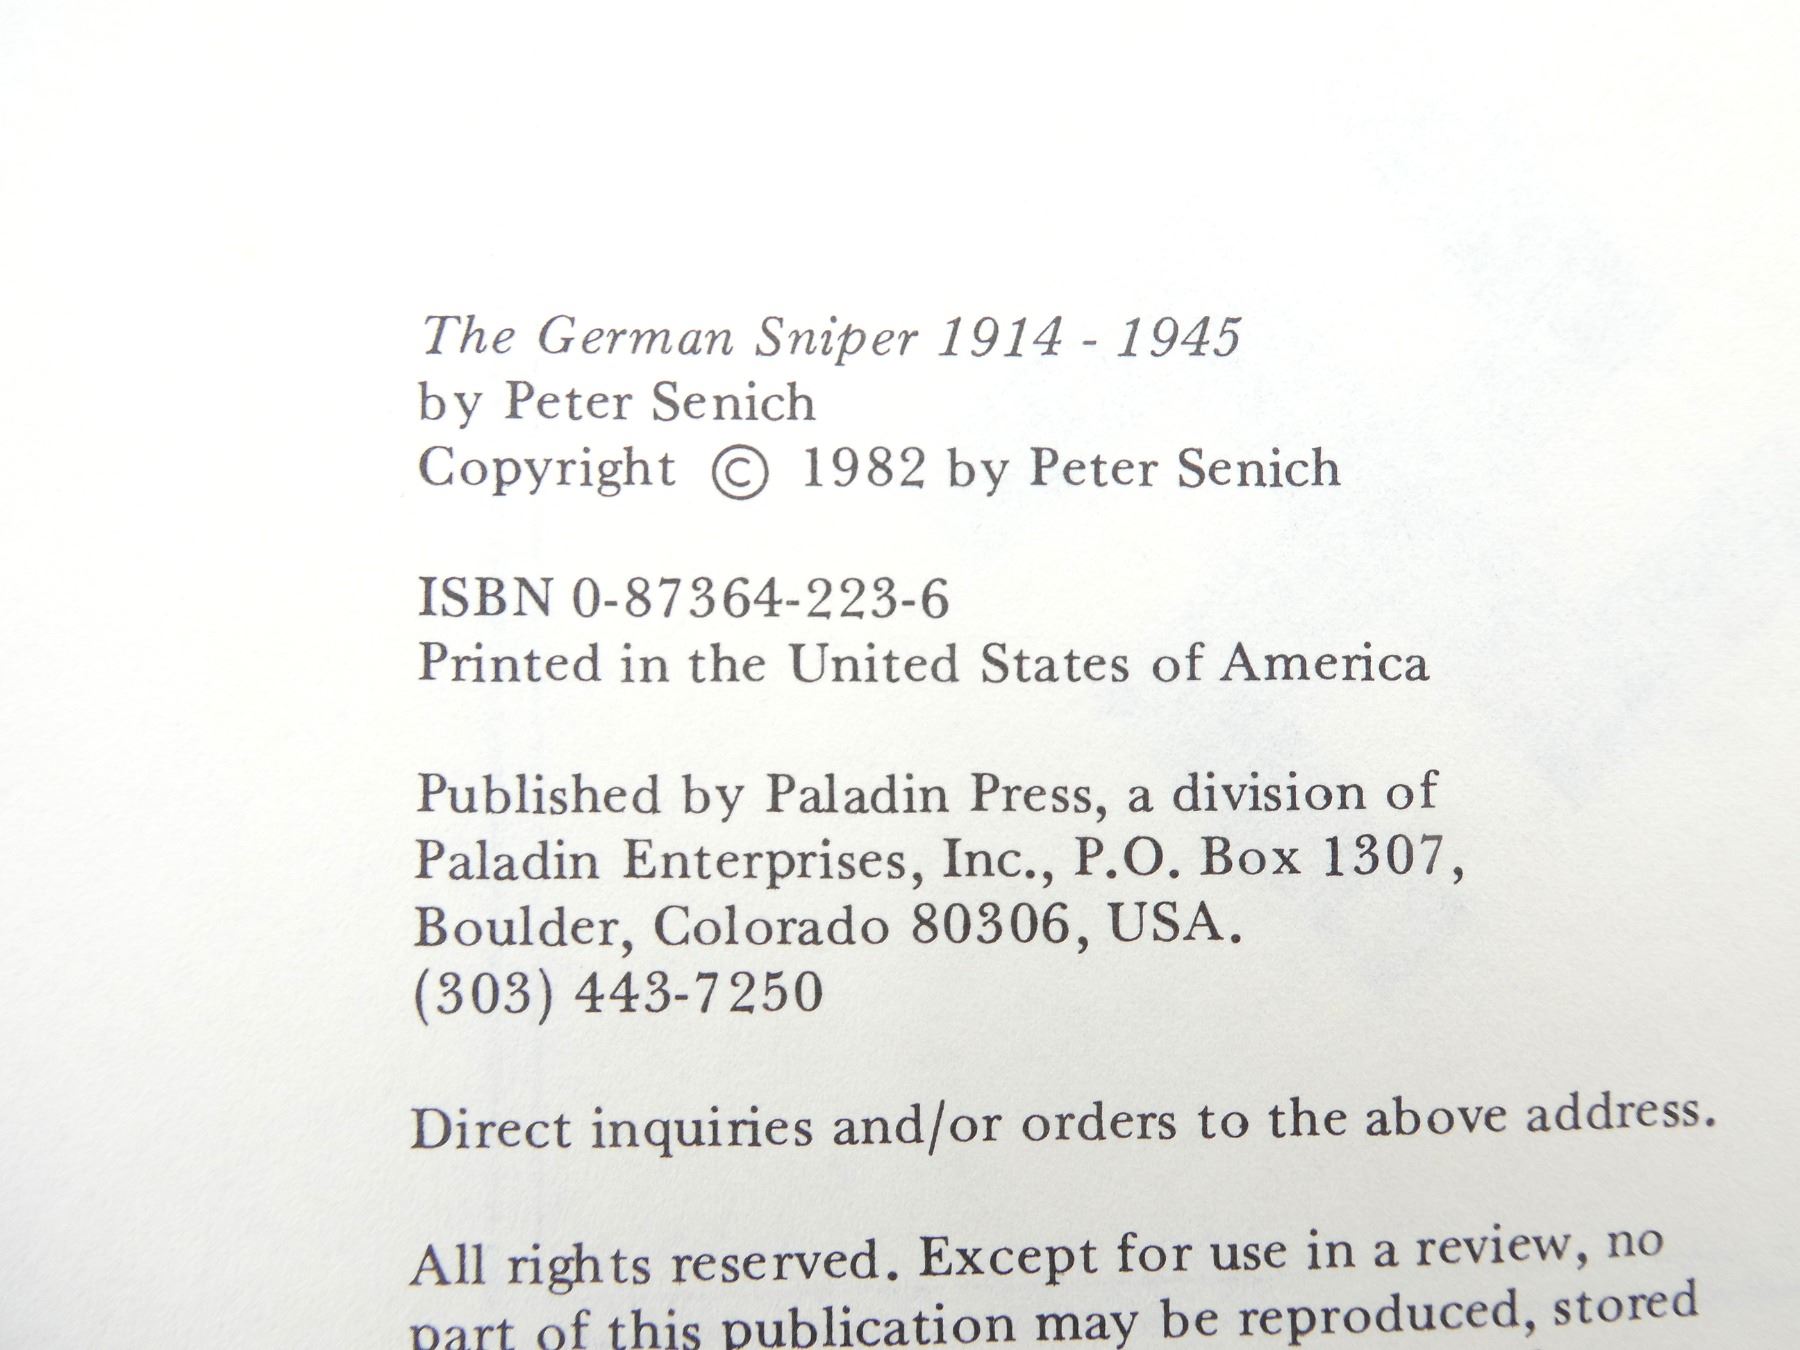 The German Sniper 1914 - 1945
by Peter Senich
Copyright © 1982 by Peter Senich
ISBN 0-87364-223-6
Printed in the United States of America
Published by Paladin Press, a division of
Paladin Enterprises, Inc., P.O. Box 1307,
Boulder, Colorado 80306, USA.
(303) 443-7250
Direct inquiries and/or orders to the above address.
All rights reserved. Except for use in a review, no
part of this publication may be reproduced, stored